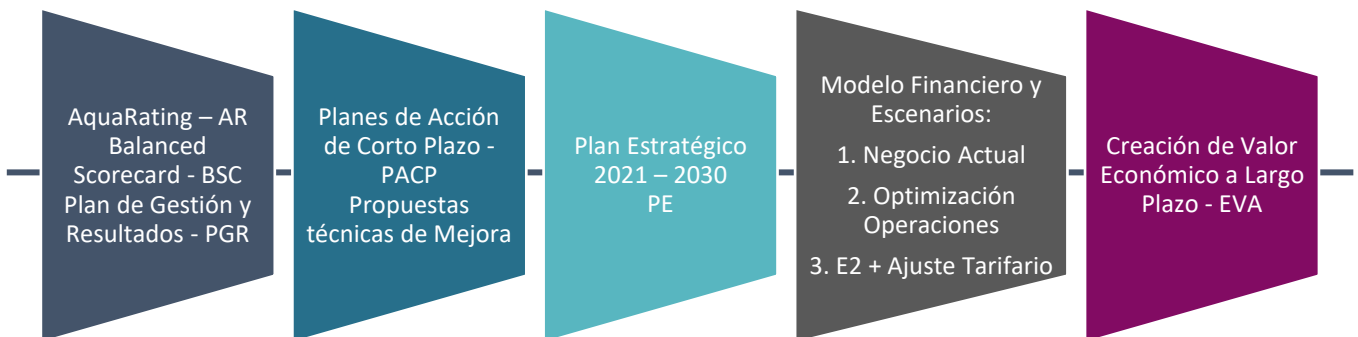 AquaRating – AR
Balanced
Scorecard - BSC
Plan de Gestión y
Resultados - PGR
Planes de Acción
de Corto Plazo -
PACP
Propuestas
técnicas de Mejora
Plan Estratégico
2021 – 2030
PE
Modelo Financiero y
Escenarios:
1. Negocio Actual
2. Optimización
Operaciones
3. E2 + Ajuste Tarifario
Creación de Valor
Económico a Largo
Plazo - EVA